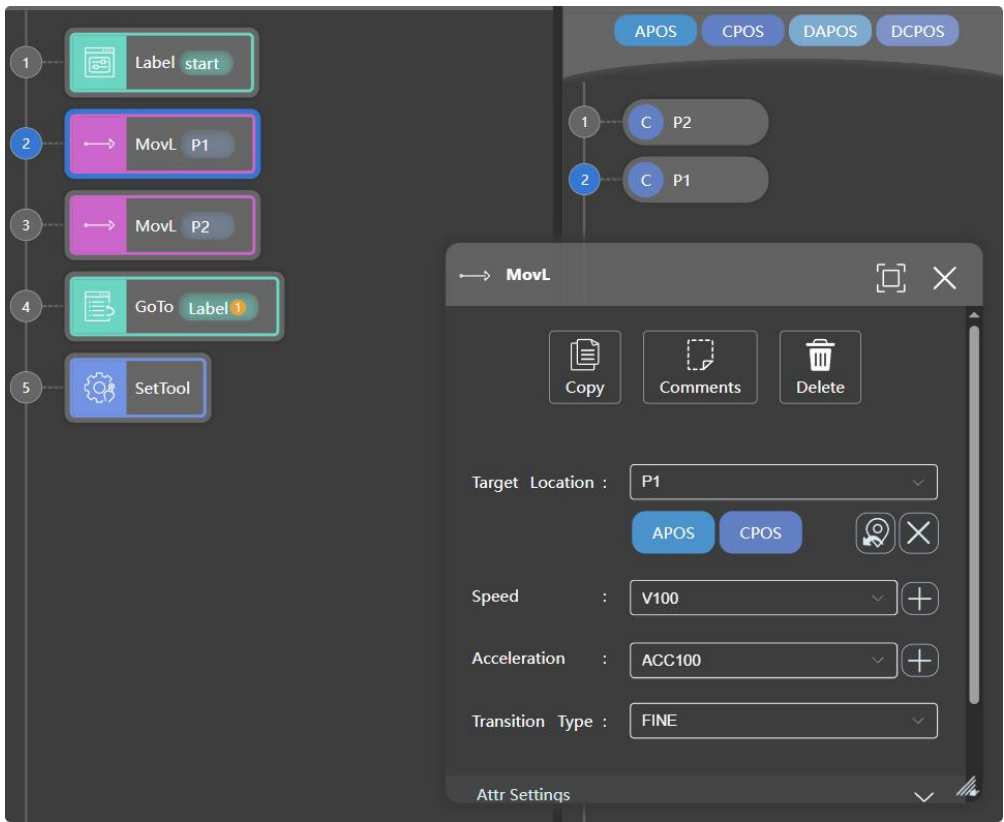 1 Label start
2 MovL P1
3 MovL P2
4 GoTo Label 1
5 SetTool
APOS CPOS DAPOS DCPOS
1 C P2
2 C P1
MovL
Copy Comments Delete
Target Location : P1
APOS CPOS
Speed : V100
Acceleration : ACC100
Transition Type : FINE
Attr Settings